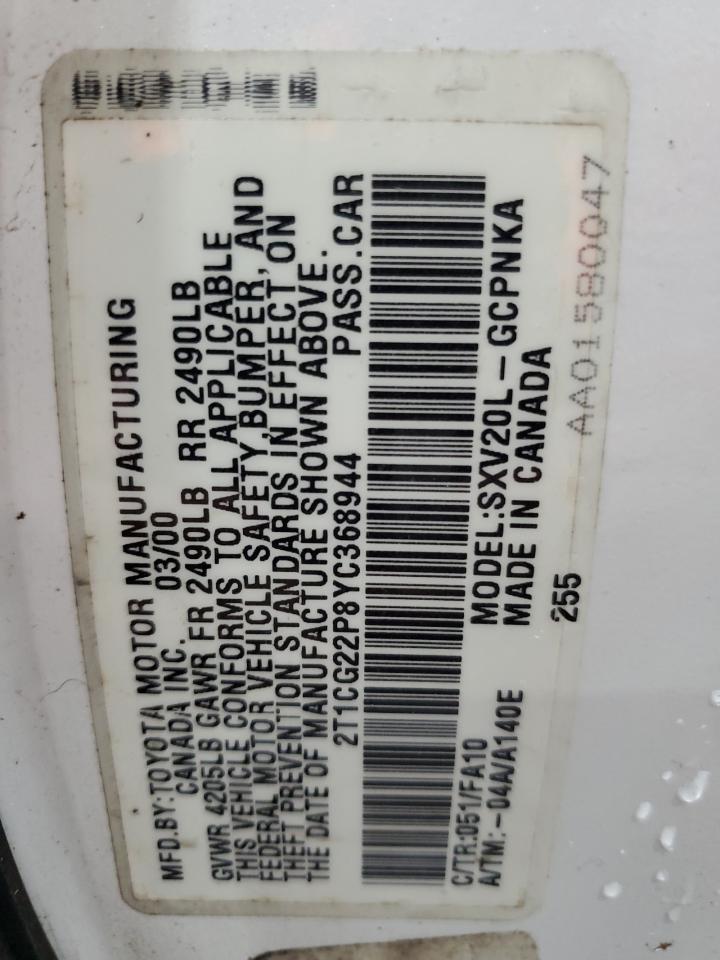 MFD.BY:TOYOTA MOTOR MANUFACTURING
CANADA INC. 03/00
GVWR 4205LB GAWR FR 2490LB RR 2490LB
THIS VEHICLE CONFORMS TO ALL APPLICABLE
FEDERAL MOTOR VEHICLE SAFETY,BUMPER, AND
THEFT PREVENTION STANDARDS IN EFFECT ON
THE DATE OF MANUFACTURE SHOWN ABOVE.
2T1CG22P8YC368944 PASS.CAR
C/TR:051/FA10 MODEL:SXV20L-GCPNKA
A/TM:-04A/A140E MADE IN CANADA
255
AA01580047